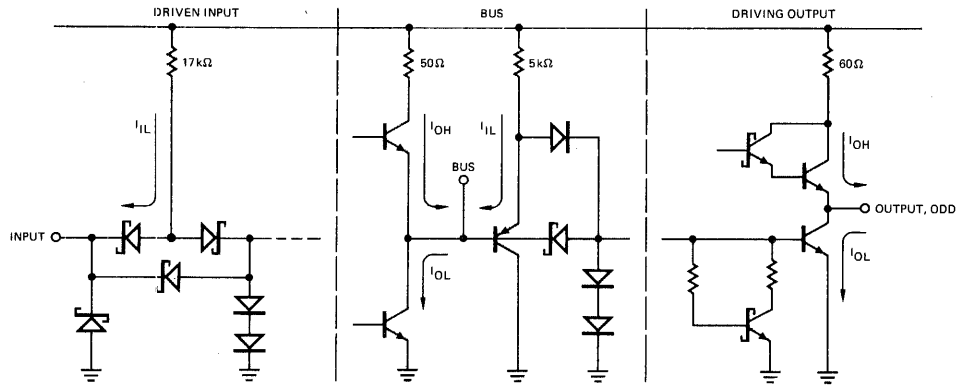 DRIVEN INPUT
BUS
DRIVING OUTPUT
17kΩ
50Ω
5kΩ
60Ω
IIL
IOH
IIL
IOH
BUS
INPUT
OUTPUT, ODD
IOL
IOL